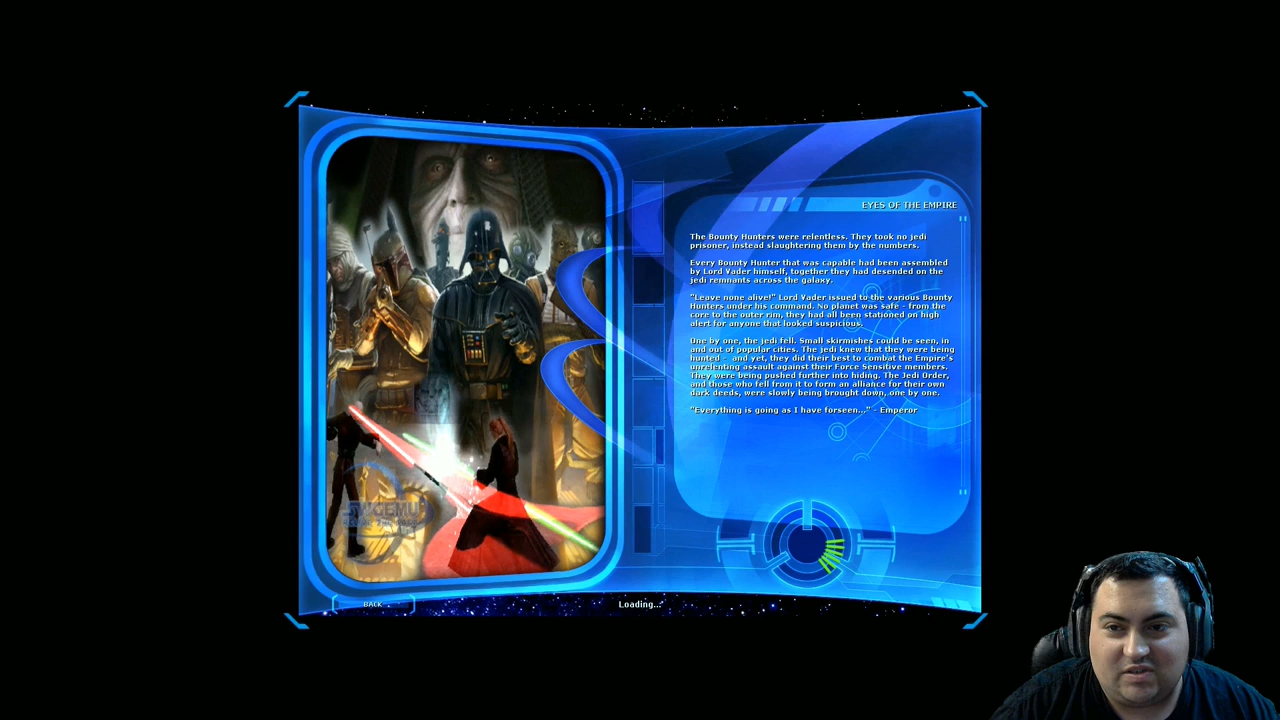 EYES OF THE EMPIRE
The Bounty Hunters were relentless. They took no jedi
prisoner, instead slaughtering them by the numbers.
Every Bounty Hunter that was capable had been assembled
by Lord Vader himself, together they had desended on the
jedi remnants across the galaxy.
"Leave none alive!" Lord Vader issued to the various Bounty
Hunters under his command. No planet was safe - from the
core to the outer rim, they had all been stationed on high
alert for anyone that looked suspicious.
One by one, the jedi fell. Small skirmishes could be seen, in
and out of popular cities. The jedi knew that they were being
hunted - and yet, they did their best to combat the Empire's
unrelenting assault against their Force Sensitive members.
They were being pushed further into hiding. The Jedi Order,
and those who fell from it to form an alliance for their own
dark deeds, were slowly being brought down, one by one.
"Everything is going as I have forseen..." - Emperor
SWGEMU
BACK
Loading...